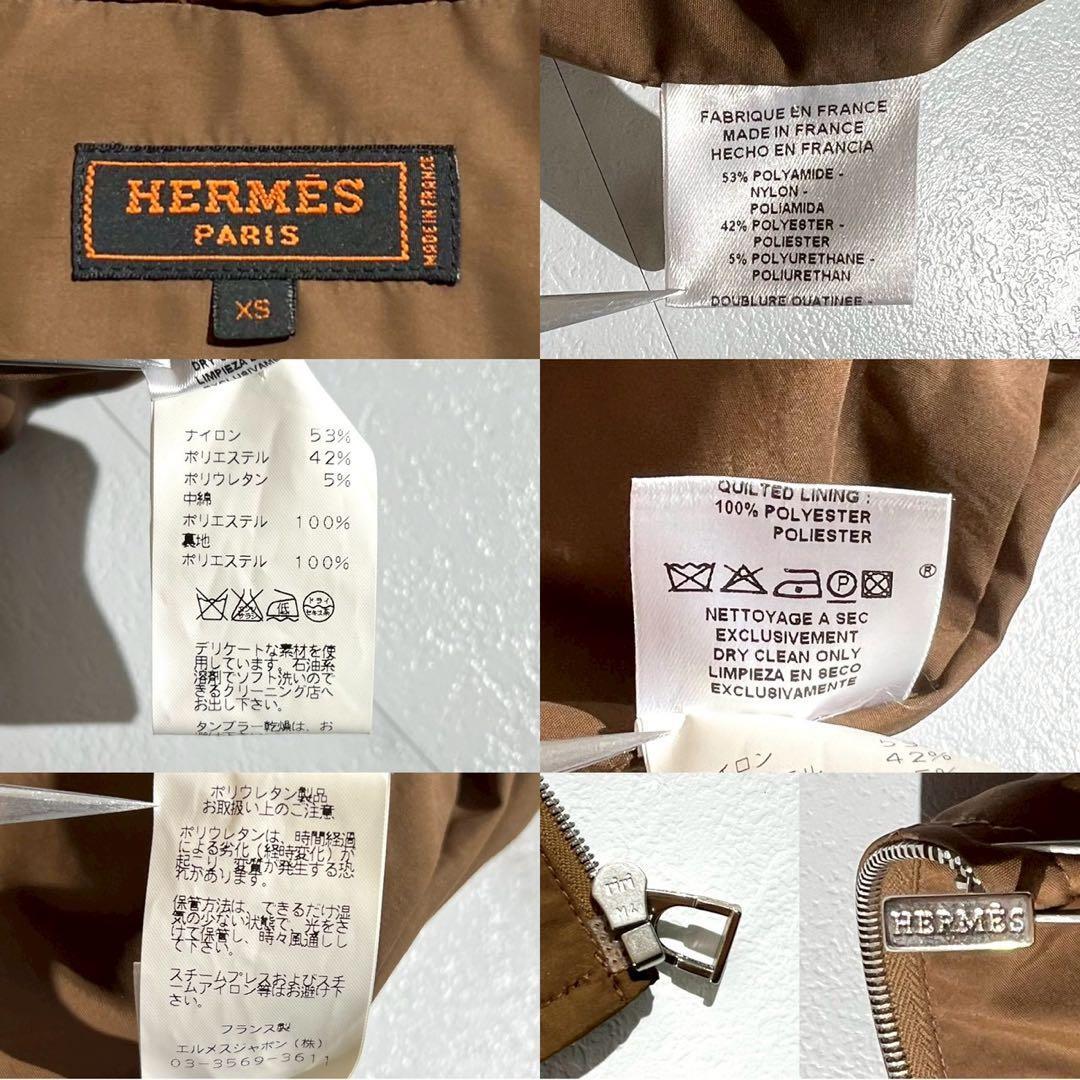 HERMÈS
PARIS
MADE IN FRANCE
XS
FABRIQUE EN FRANCE
MADE IN FRANCE
HECHO EN FRANCIA
53% POLYAMIDE -
NYLON -
POLIAMIDA
42% POLYESTER -
POLIESTER
5% POLYURETHANE -
POLIURETHAN
DOUBLURE OUATINEE -
LIMPIEZA EN
ナイロン 53%
ポリエステル 42%
ポリウレタン 5%
中綿
ポリエステル 100%
裏地
ポリエステル 100%
低
ドライ
セキユ系
デリケートな素材を使
用しています。石油系
溶剤でソフト洗いので
きるクリーニング店へ
お出し下さい。
タンブラー乾燥は、お
QUILTED LINING :
100% POLYESTER
POLIESTER
P
®
NETTOYAGE A SEC
EXCLUSIVEMENT
DRY CLEAN ONLY
LIMPIEZA EN SECO
EXCLUSIVAMENTE
42%
ポリウレタン製品
お取扱い上のご注意
ポリウレタンは、時間経過
による劣化（経時変化）が
起こり、変質が発生する恐
れがあります。
保管方法は、できるだけ湿
気の少ない状態で、光をさ
けて保管し、時々風通しし
て下さい。
スチームプレスおよびスチ
ームアイロン等はお避け下
さい。
フランス製
エルメスジャポン（株）
03-3569-3611
HERMÈS